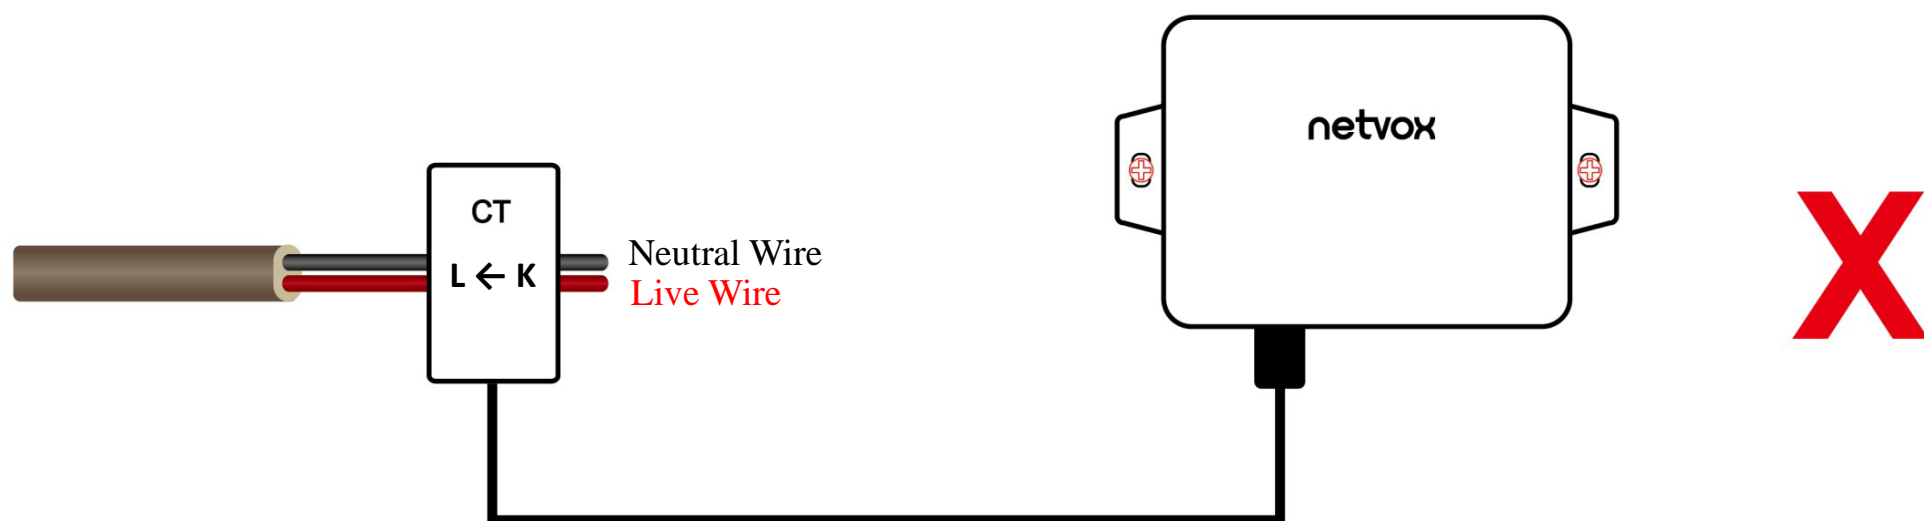 netvox
CT
L ← K
Neutral Wire
Live Wire
X